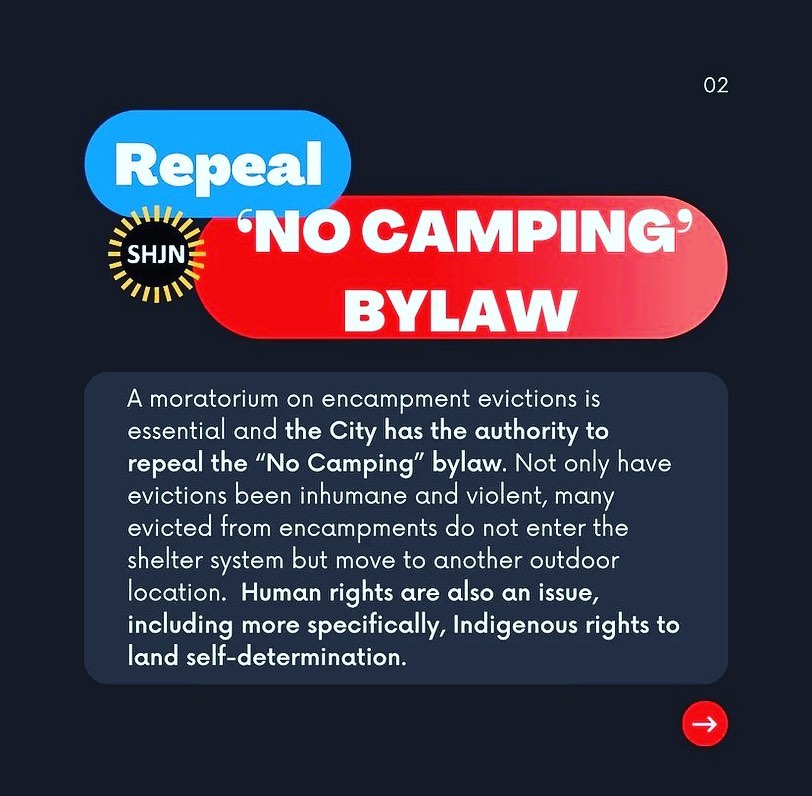 02
Repeal
SHJN
‘NO CAMPING’
BYLAW
A moratorium on encampment evictions is
essential and the City has the authority to
repeal the “No Camping” bylaw. Not only have
evictions been inhumane and violent, many
evicted from encampments do not enter the
shelter system but move to another outdoor
location.  Human rights are also an issue,
including more specifically, Indigenous rights to
land self-determination.